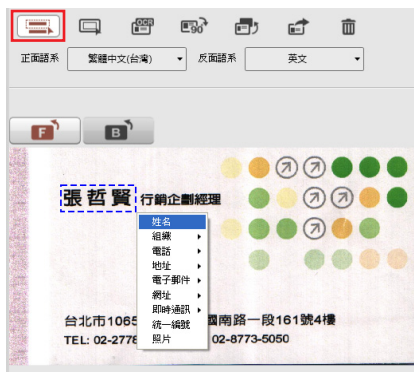 OCR
90°
正面語系 繁體中文(台灣) 反面語系 英文
F B
張哲賢 行銷企劃經理
姓名
組織
電話
地址
電子郵件
網址
即時通訊
統一編號
照片
台北市1065 國南路一段161號4樓
TEL: 02-2778 02-8773-5050